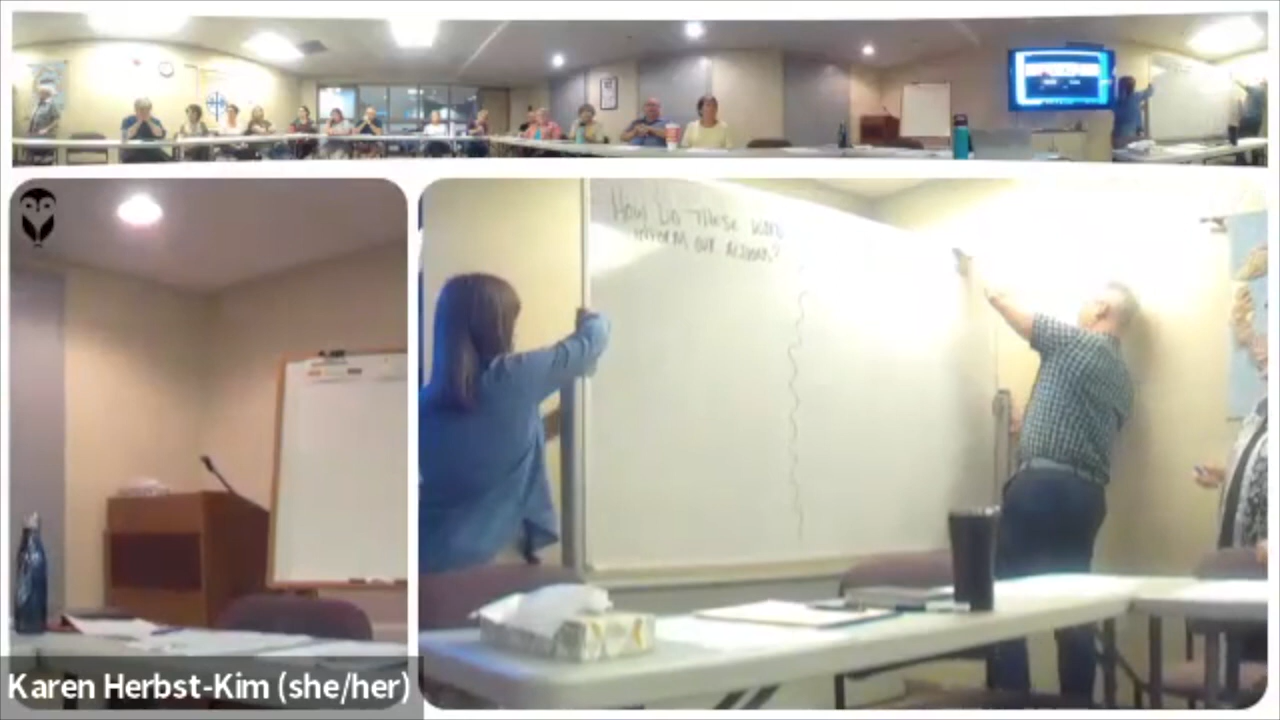 How Do These
inform our actions?
Karen Herbst-Kim (she/her)